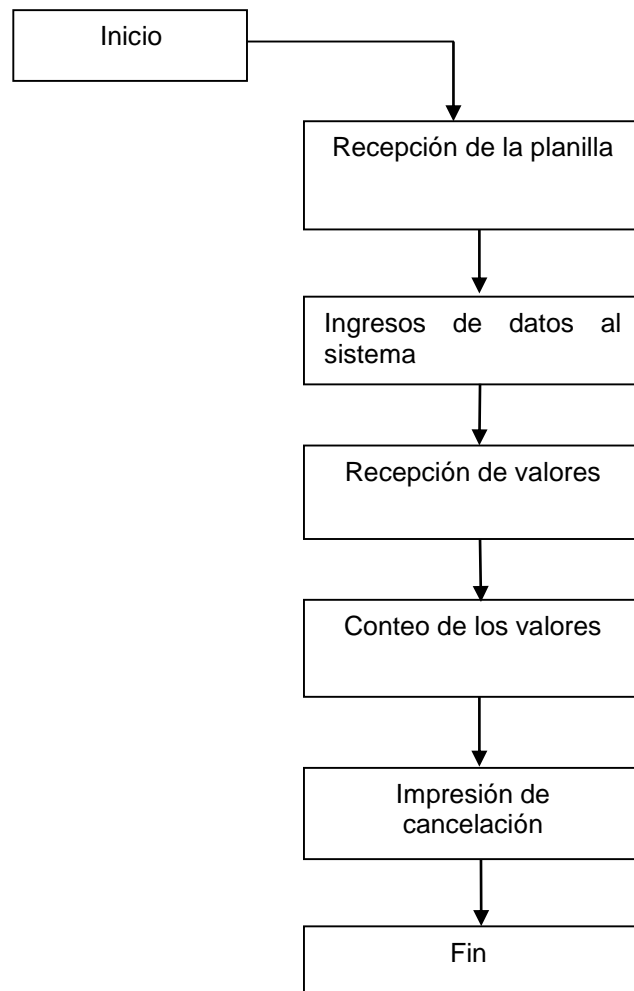 Inicio
Recepción de la planilla
Ingresos de datos al
sistema
Recepción de valores
Conteo de los valores
Impresión de
cancelación
Fin